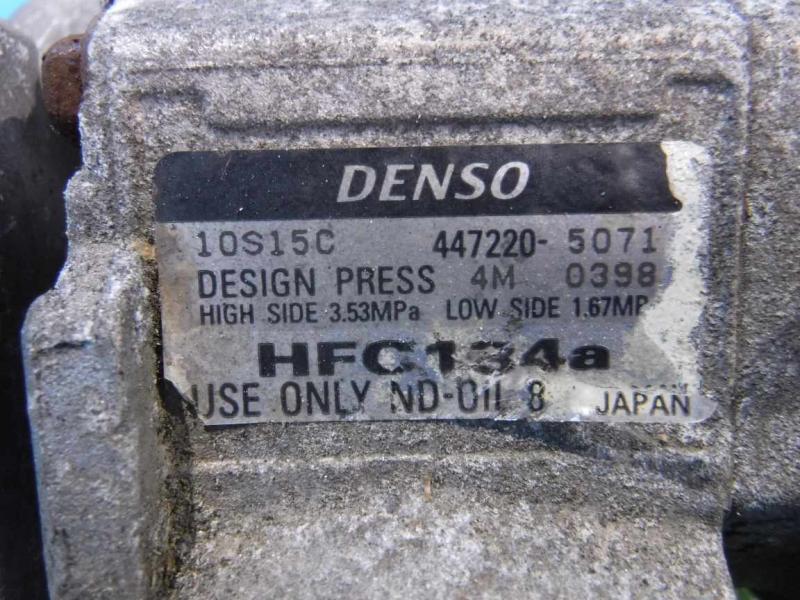 DENSO
10S15C 447220-5071
DESIGN PRESS 4M 0398
HIGH SIDE 3.53MPa LOW SIDE 1.67MP
HFC134a
USE ONLY ND-OIL 8 JAPAN